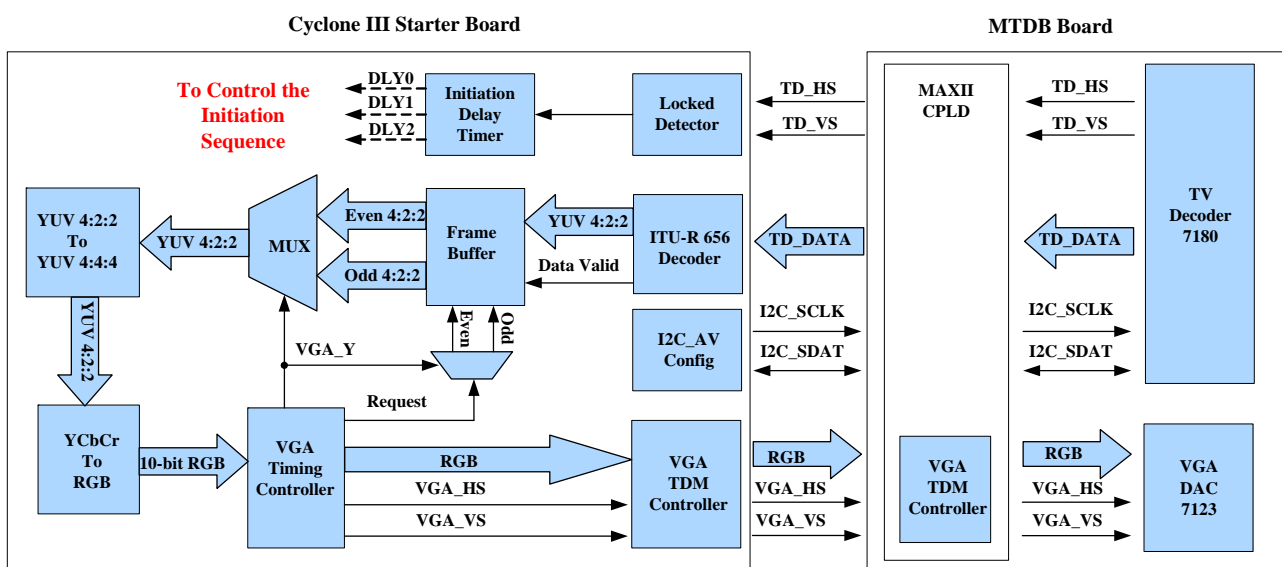 Cyclone III Starter Board
MTDB Board
To Control the
Initiation
Sequence
DLY0
DLY1
DLY2
Initiation
Delay
Timer
Locked
Detector
TD_HS
TD_VS
MAXII
CPLD
TD_HS
TD_VS
TV
Decoder
7180
YUV 4:2:2
To
YUV 4:4:4
YUV 4:2:2
MUX
Even 4:2:2
Odd 4:2:2
Frame
Buffer
YUV 4:2:2
Data Valid
ITU-R 656
Decoder
TD_DATA
TD_DATA
YUV 4:2:2
VGA_Y
Even
Odd
Request
I2C_AV
Config
I2C_SCLK
I2C_SDAT
I2C_SCLK
I2C_SDAT
YCbCr
To
RGB
10-bit RGB
VGA
Timing
Controller
RGB
VGA_HS
VGA_VS
VGA
TDM
Controller
RGB
VGA_HS
VGA_VS
VGA
TDM
Controller
RGB
VGA_HS
VGA_VS
VGA
DAC
7123